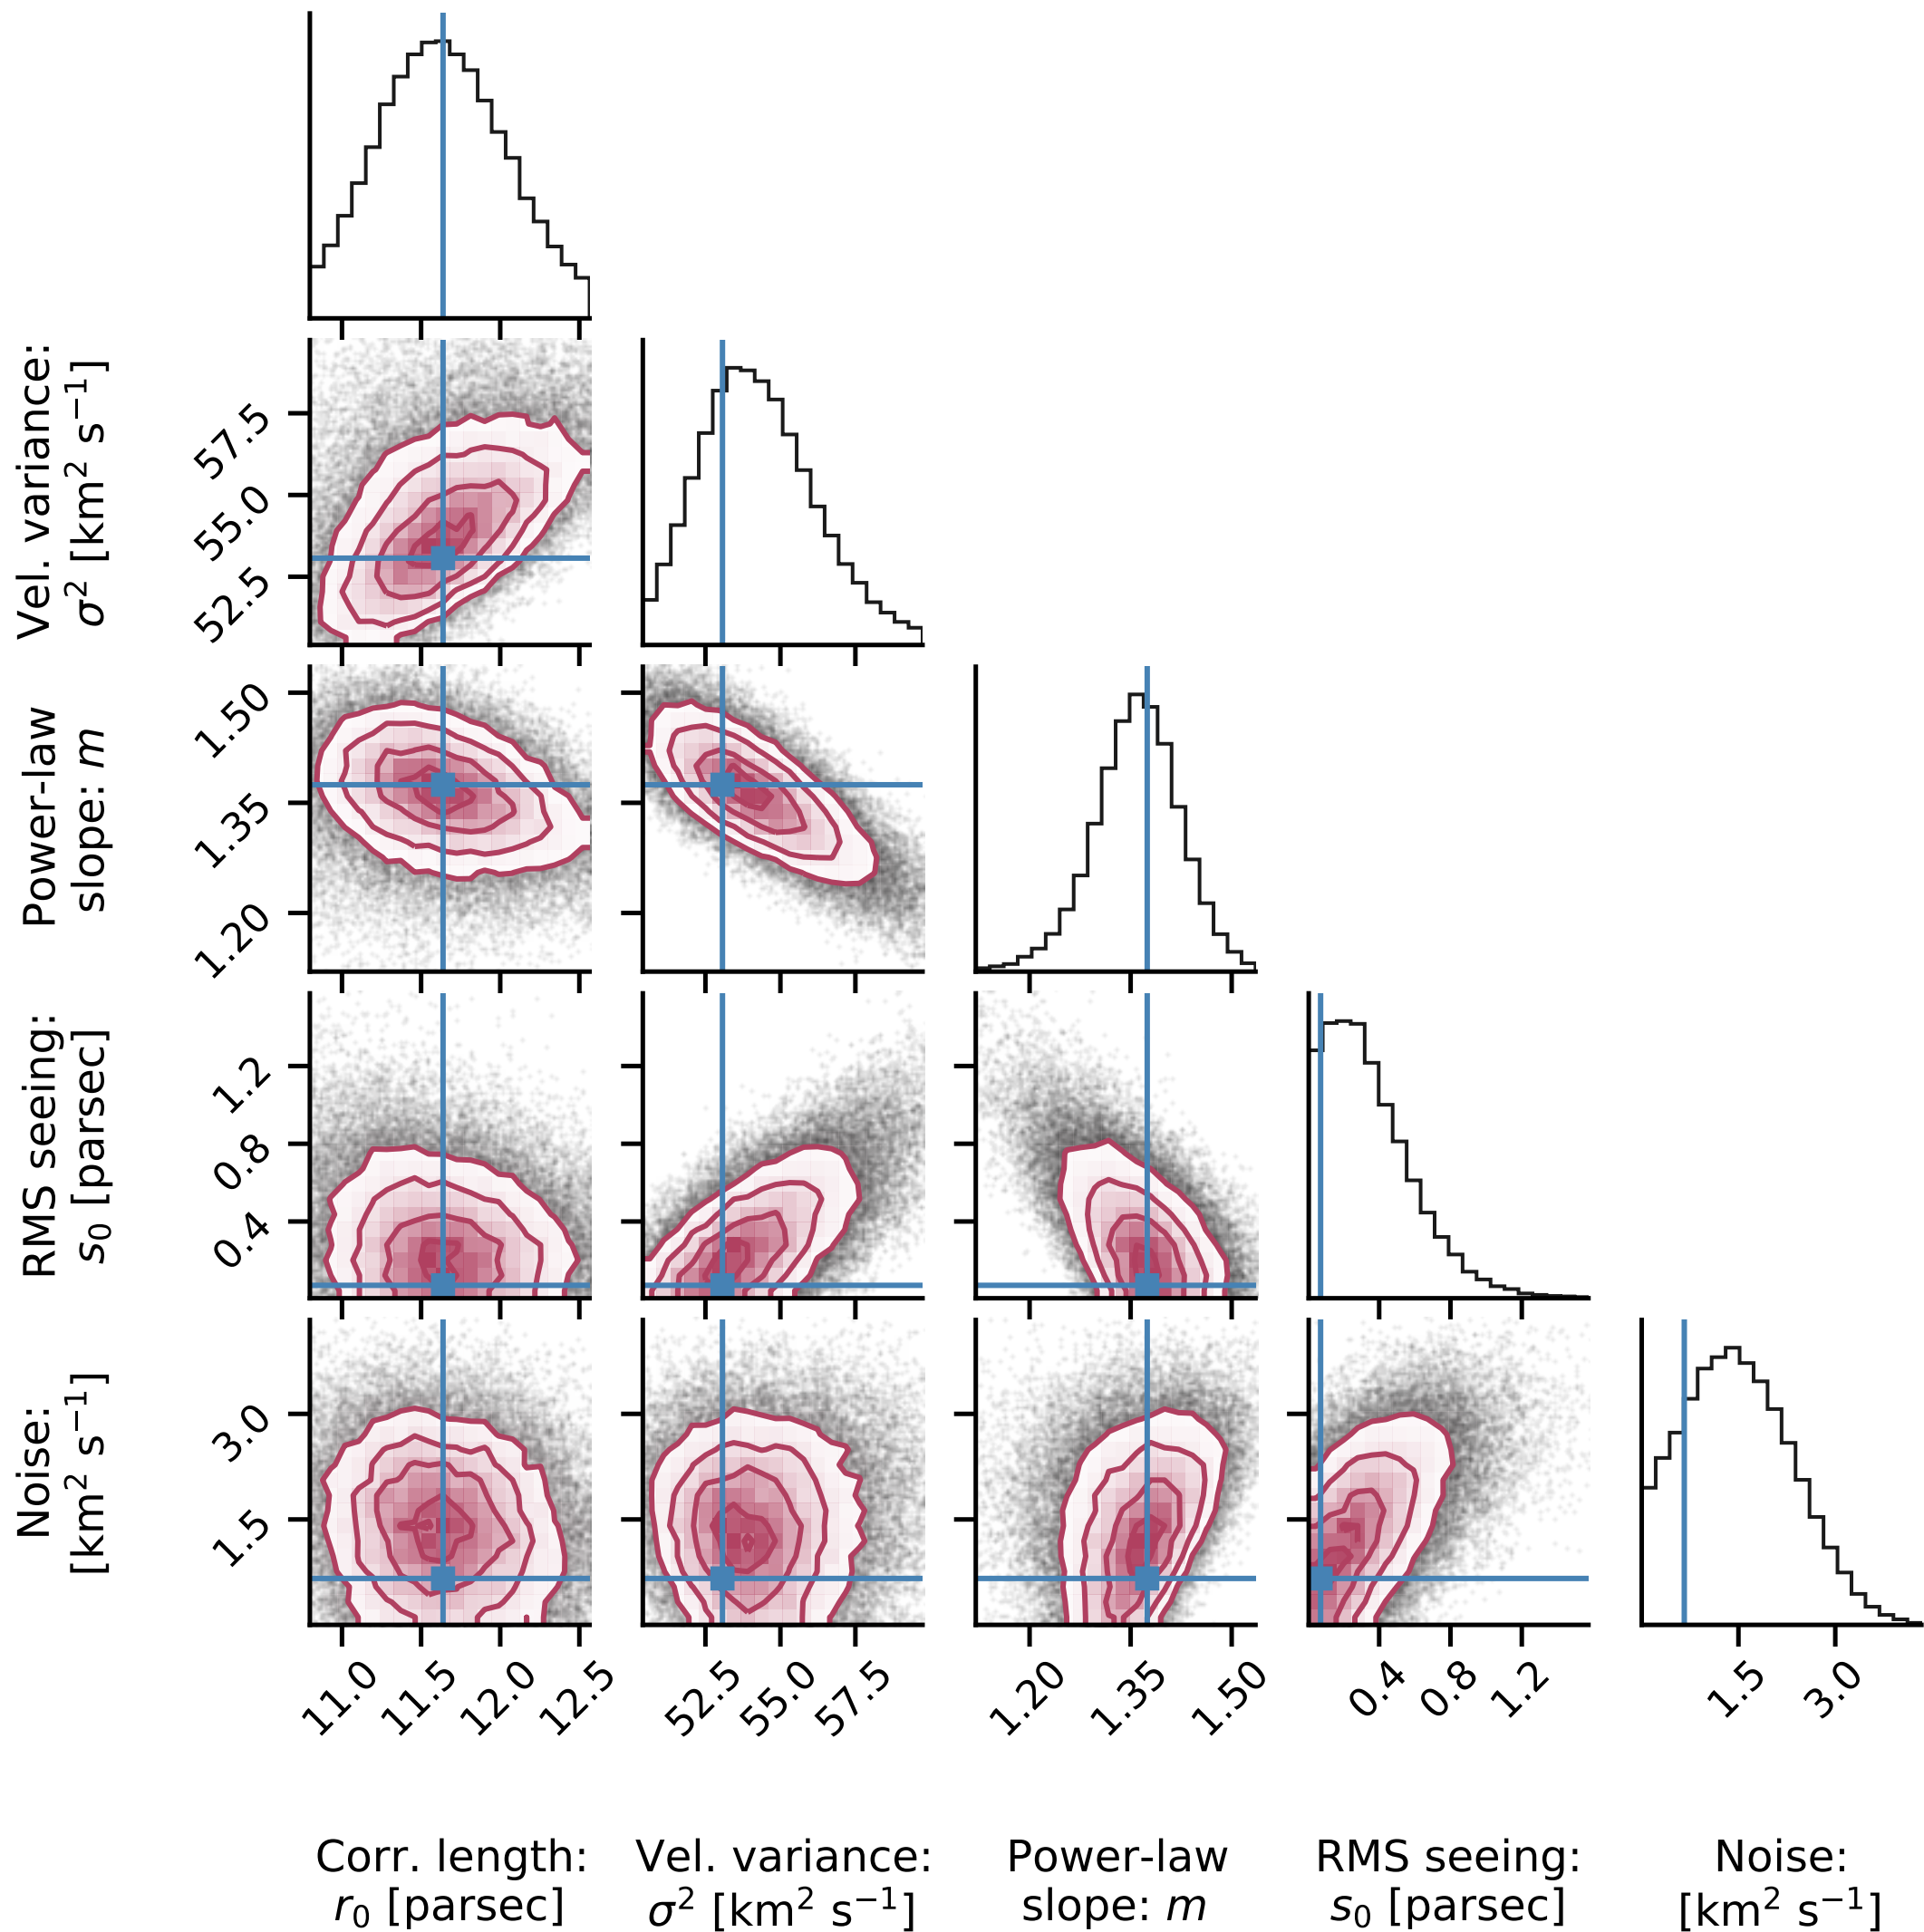 Vel. variance:
σ² [km² s⁻¹]
57.5
55.0
52.5
Power-law
slope: m
1.50
1.35
1.20
RMS seeing:
s₀ [parsec]
1.2
0.8
0.4
Noise:
[km² s⁻¹]
3.0
1.5
11.0 11.5 12.0 12.5 52.5 55.0 57.5 1.20 1.35 1.50 0.4 0.8 1.2 1.5 3.0
Corr. length: Vel. variance: Power-law RMS seeing: Noise:
r₀ [parsec] σ² [km² s⁻¹] slope: m s₀ [parsec] [km² s⁻¹]